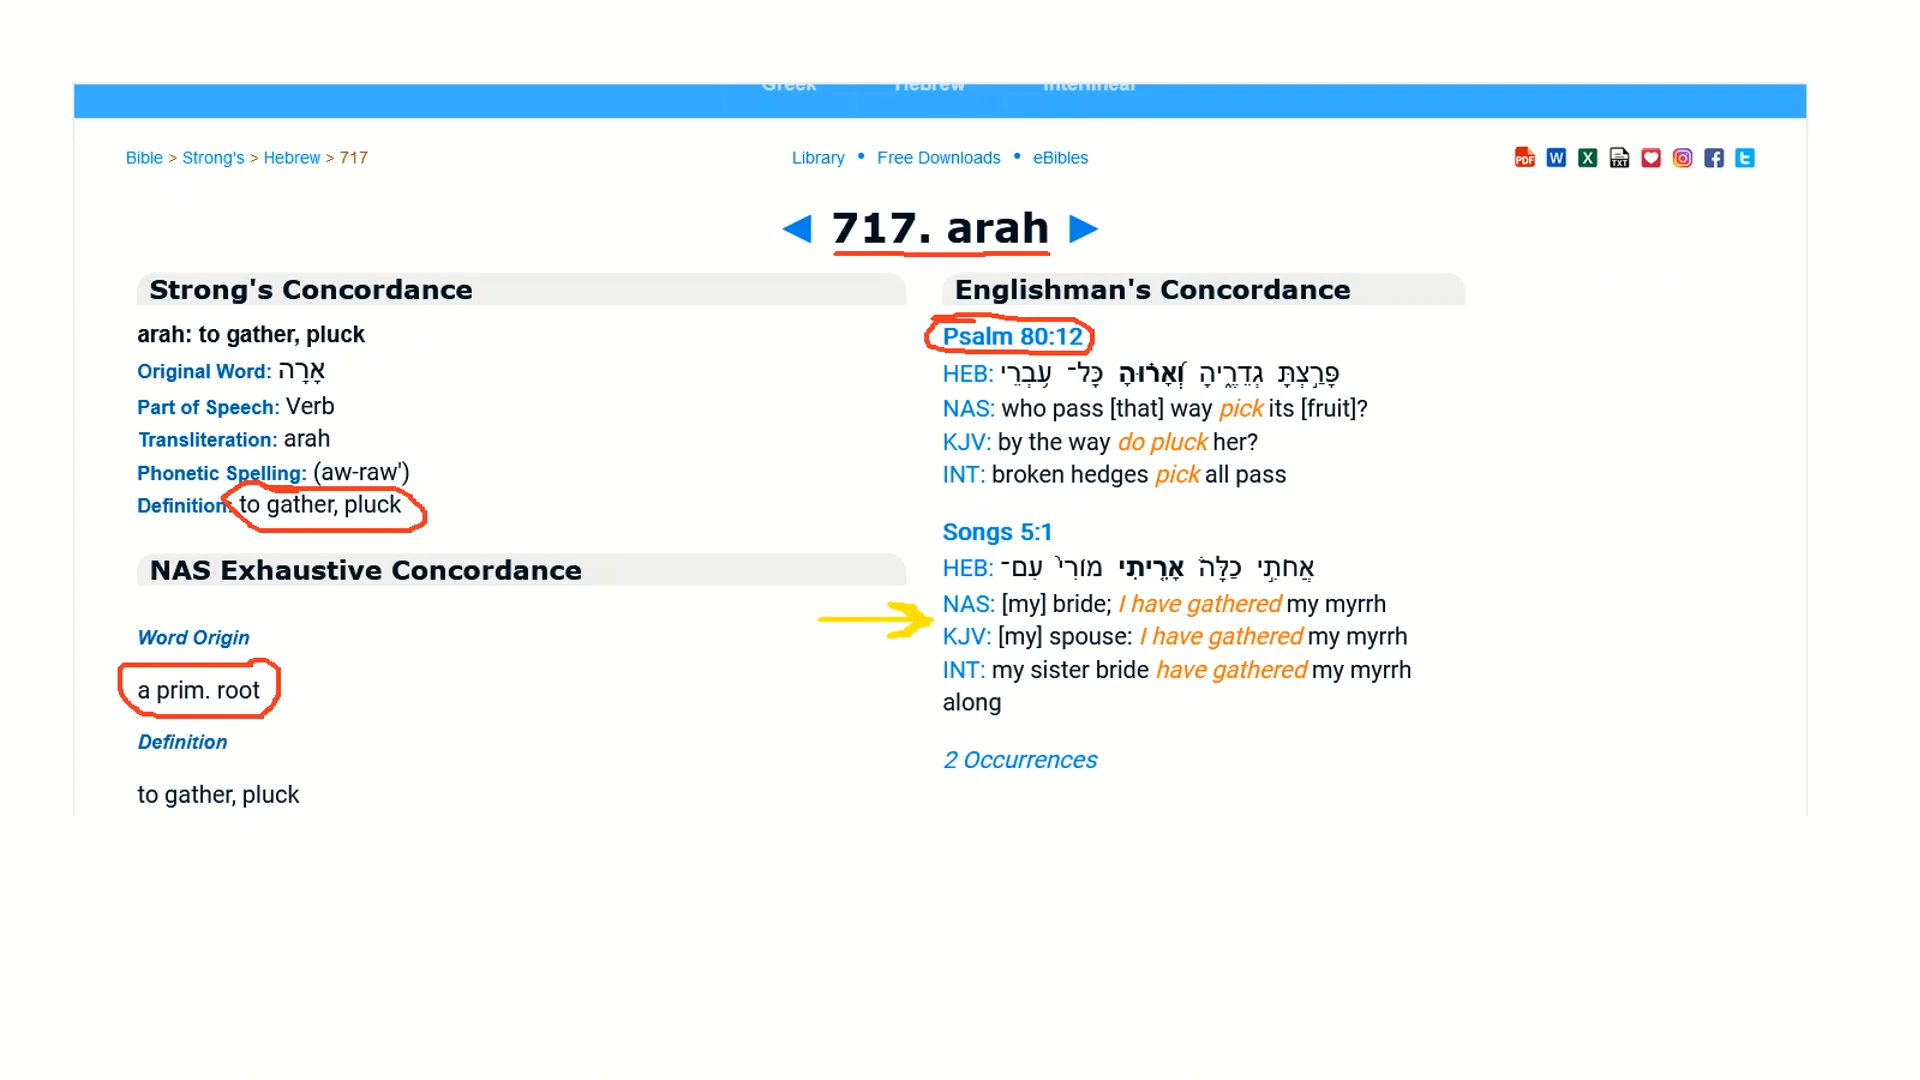 Greek Hebrew Interlinear
Bible > Strong's > Hebrew > 717
Library • Free Downloads • eBibles
PDF W X TXT
◄ 717. arah ►
Strong's Concordance
arah: to gather, pluck
Original Word: אָרָה
Part of Speech: Verb
Transliteration: arah
Phonetic Spelling: (aw-raw')
Definition: to gather, pluck
NAS Exhaustive Concordance
Word Origin
a prim. root
Definition
to gather, pluck
Englishman's Concordance
Psalm 80:12
HEB: פָּרַ֣צְתָּ גְדֵרֶ֑יהָ וְ֝אָר֗וּהָ כָּל־ עֹ֥בְרֵי
NAS: who pass [that] way pick its [fruit]?
KJV: by the way do pluck her?
INT: broken hedges pick all pass
Songs 5:1
HEB: אֲחֹתִ֣י כַלָּה֒ אָרִ֤יתִי מוֹרִי֙ עִם־
NAS: [my] bride; I have gathered my myrrh
KJV: [my] spouse: I have gathered my myrrh
INT: my sister bride have gathered my myrrh
along
2 Occurrences